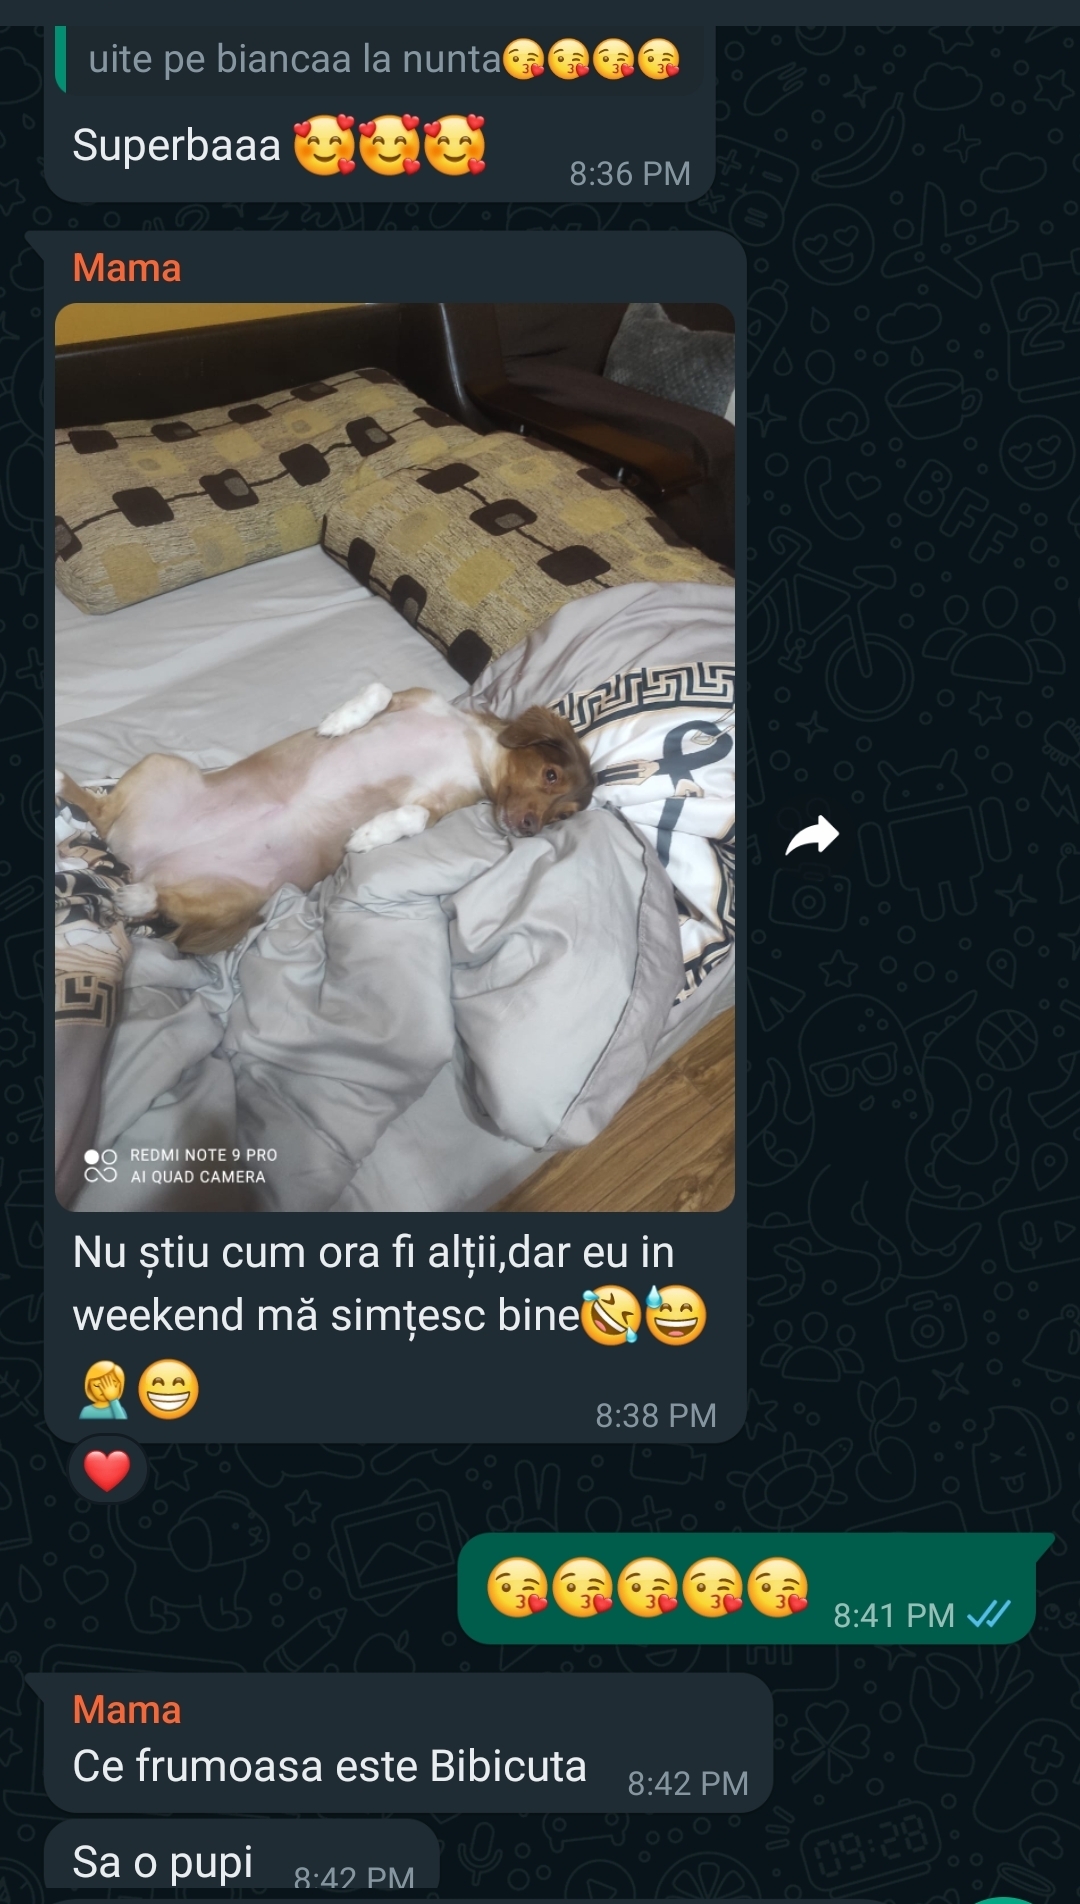 uite pe biancaa la nunta😘😘😘😘
Superbaaa 🥰🥰🥰
8:36 PM
Mama
REDMI NOTE 9 PRO
AI QUAD CAMERA
Nu știu cum ora fi alții,dar eu in
weekend mă simțesc bine🤣😅
🤦‍♀️😁
8:38 PM
❤️
😘😘😘😘😘 8:41 PM
Mama
Ce frumoasa este Bibicuta 8:42 PM
Sa o pupi 8:42 PM